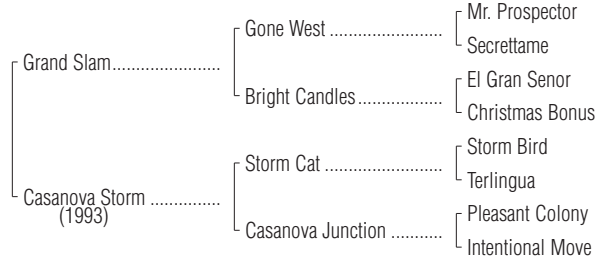 Mr. Prospector
Gone West
Secrettame
Grand Slam
El Gran Senor
Bright Candles
Christmas Bonus
Storm Bird
Storm Cat
Terlingua
Casanova Storm
(1993)
Pleasant Colony
Casanova Junction
Intentional Move